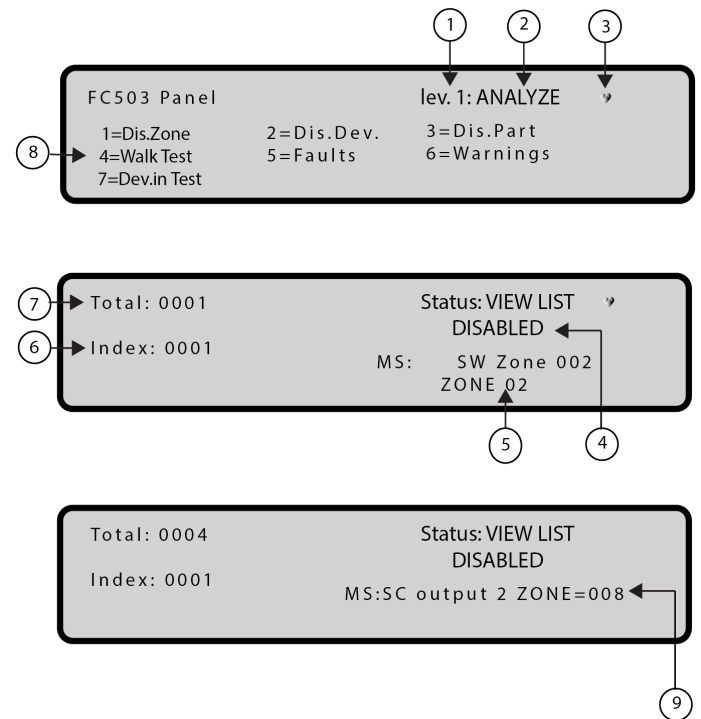 1 2 3
FC503 Panel lev. 1: ANALYZE
1=Dis.Zone 2=Dis.Dev. 3=Dis.Part
8 4=Walk Test 5=Faults 6=Warnings
7=Dev.in Test
7 Total: 0001 Status: VIEW LIST
DISABLED
6 Index: 0001
MS: SW Zone 002
ZONE 02
5 4
Total: 0004 Status: VIEW LIST
DISABLED
Index: 0001
MS:SC output 2 ZONE=008
9